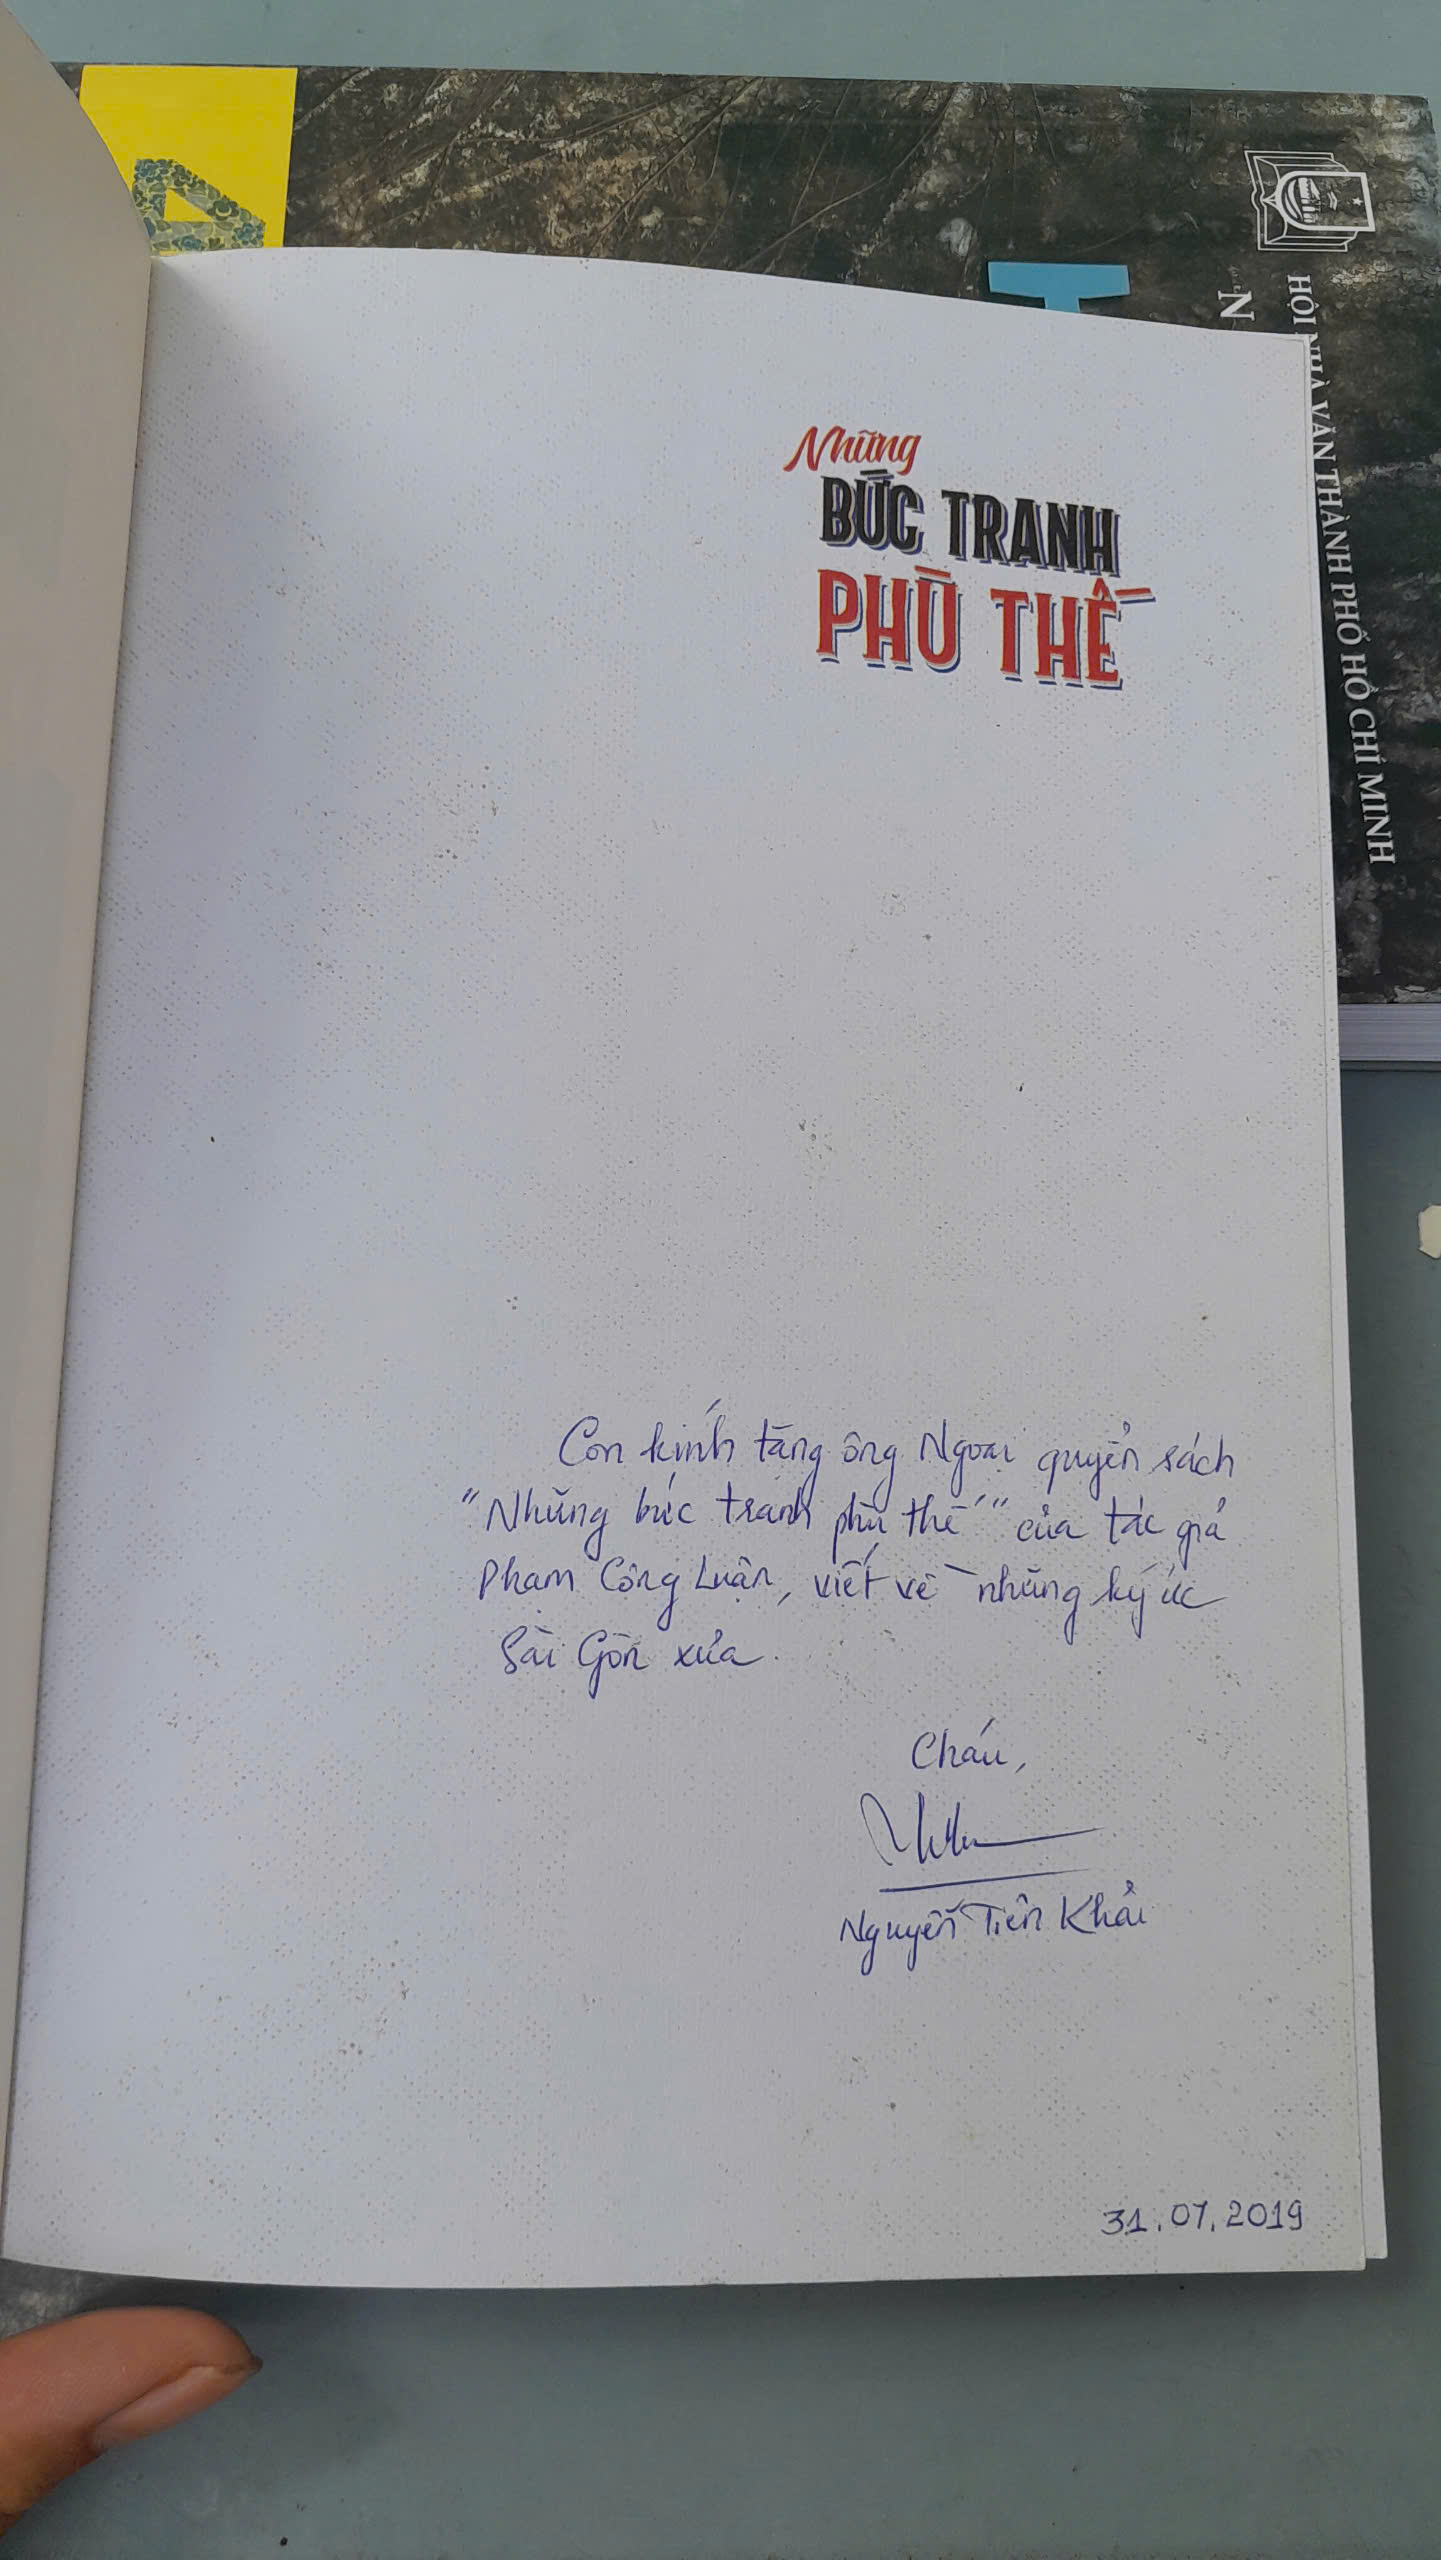 HỘI NHÀ VĂN THÀNH PHỐ HỒ CHÍ MINH
N
Những
BỨC TRANH
PHÙ THẾ
Con kính tặng ông Ngoại quyển sách
"Những bức tranh phù thế" của tác giả
Phạm Công Luận, viết về những ký ức
Sài Gòn xưa.
Cháu,
Nguyễn Tiến Khải
31.07.2019